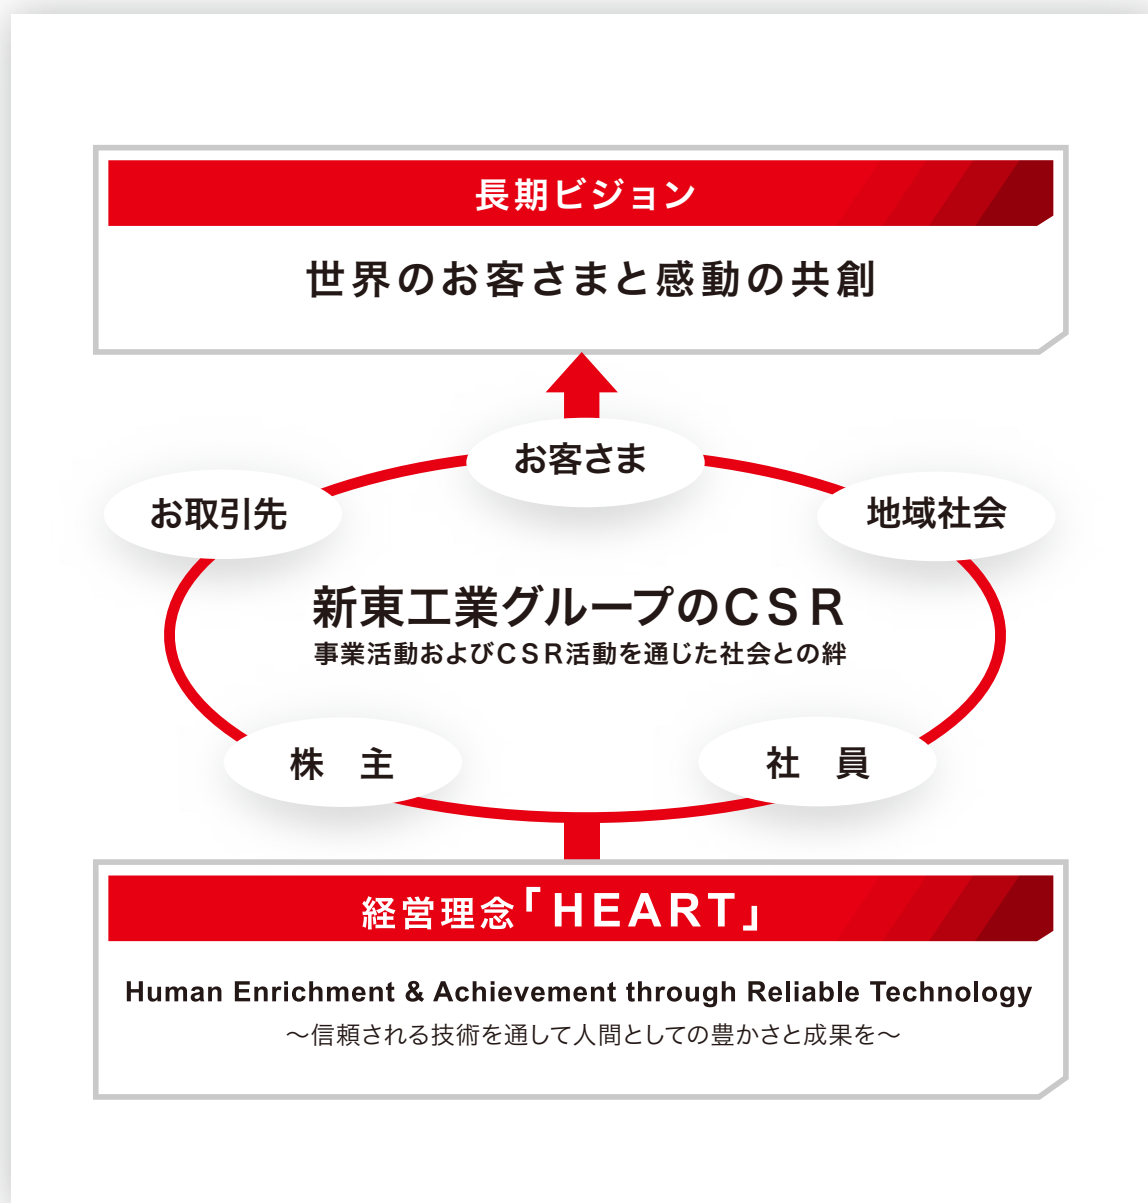 長期ビジョン
世界のお客さまと感動の共創
お客さま
お取引先
地域社会
新東工業グループのCSR
事業活動およびCSR活動を通じた社会との絆
株　主
社　員
経営理念「HEART」
Human Enrichment & Achievement through Reliable Technology
～信頼される技術を通して人間としての豊かさと成果を～